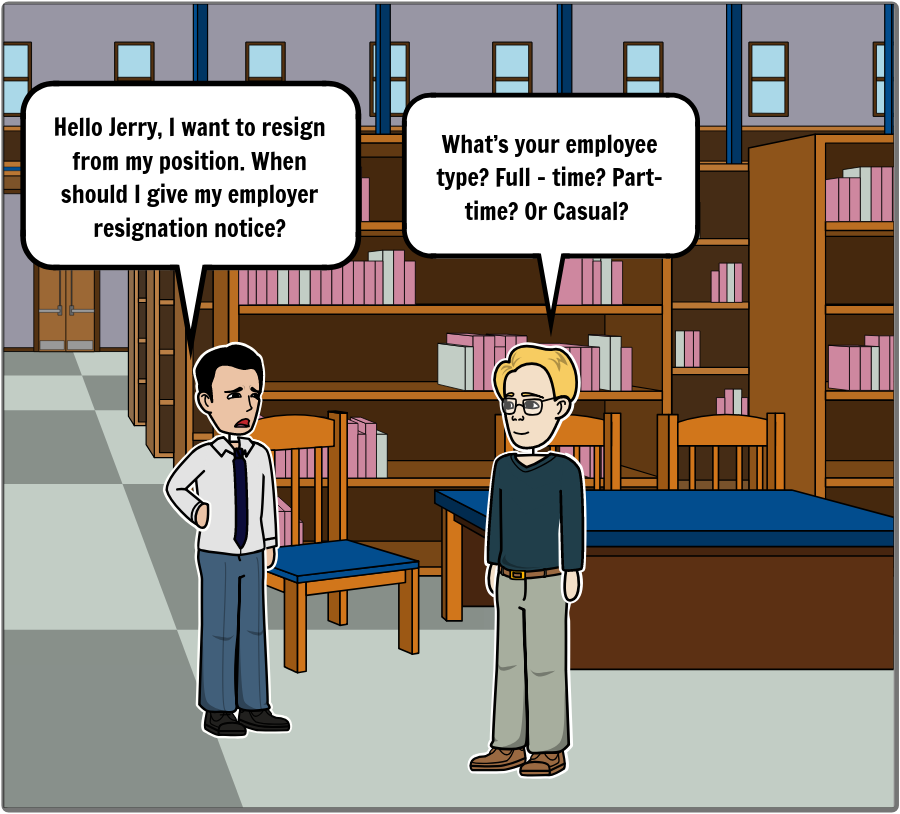 Hello Jerry, I want to resign
from my position. When
should I give my employer
resignation notice?
What's your employee
type? Full - time? Part-
time? Or Casual?